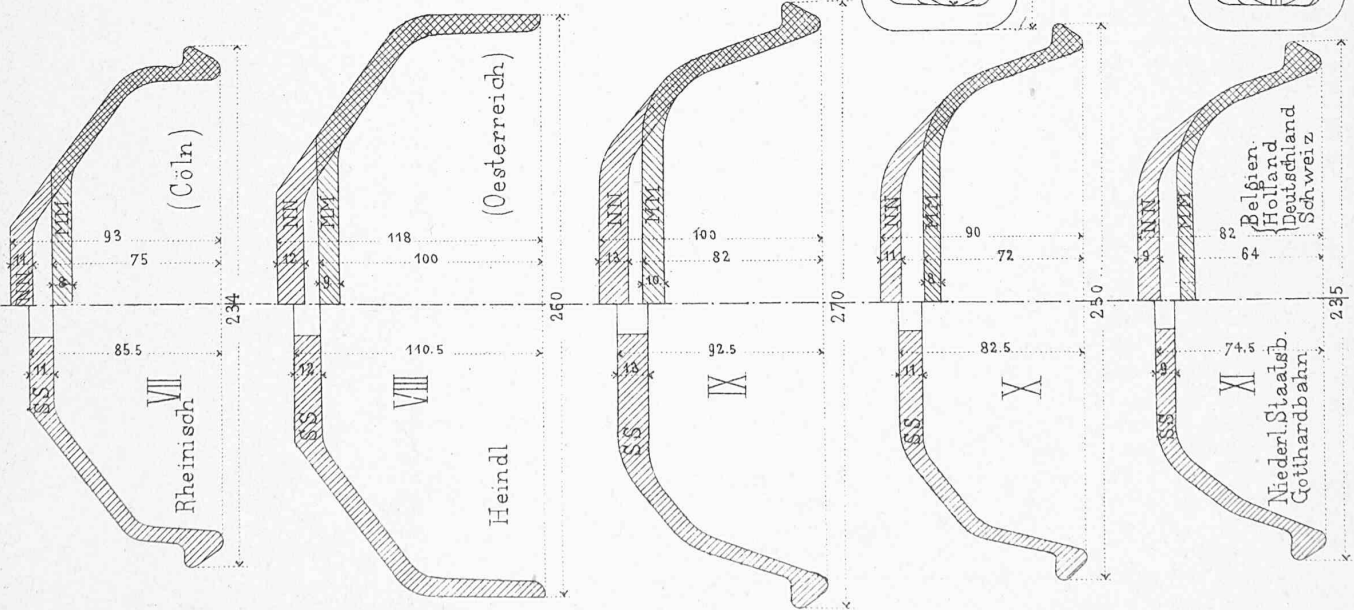 NN
11
93
75
MM
8
(Cöln)
234
85.5
11
SS
VII
Rheinisch
NN
12
118
100
MM
9
(Oesterreich)
260
110.5
12
SS
VIII
Heindl
NN
13
100
82
MM
10
270
92.5
13
SS
IX
NN
11
90
72
MM
8
250
82.5
11
SS
X
NN
9
82
64
MM
Belgien.
Holland
Deutschland
Schweiz
235
74.5
9
SS
XI
Niederl. Staatsb.
Gotthardbahn